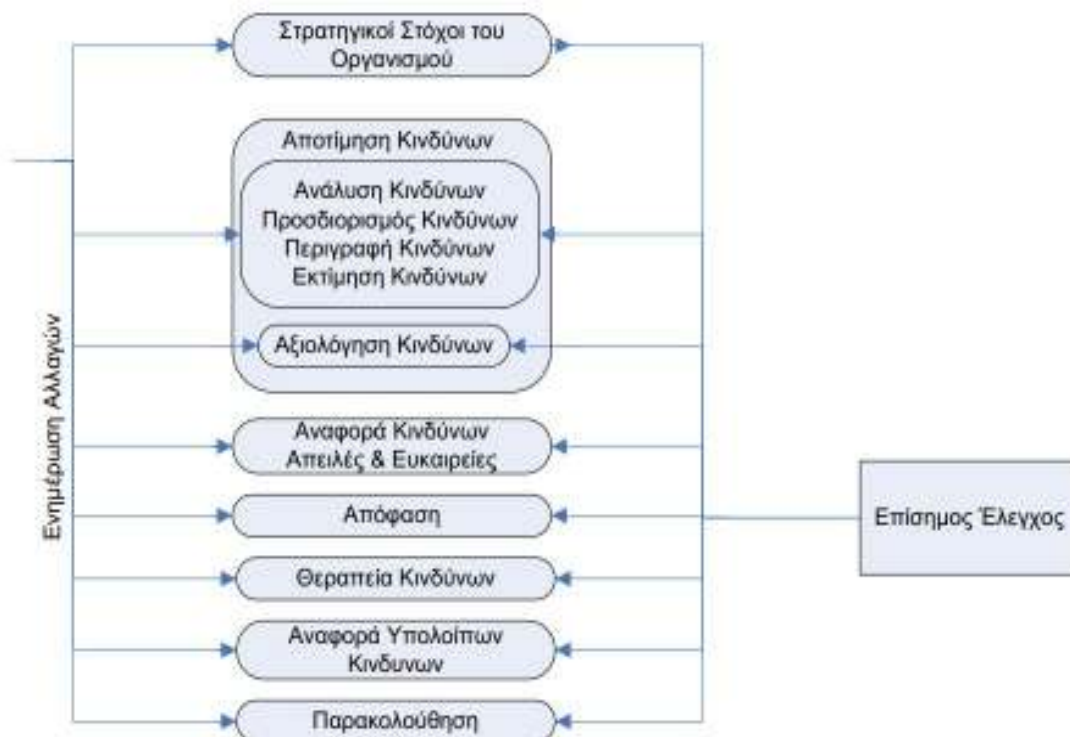 Στρατηγικοί Στόχοι του
Οργανισμού
Αποτίμηση Κινδύνων
Ανάλυση Κινδύνων
Προσδιορισμός Κινδύνων
Περιγραφή Κινδύνων
Εκτίμηση Κινδύνων
Αξιολόγηση Κινδύνων
Ενημέρωση Αλλαγών
Αναφορά Κινδύνων
Απειλές & Ευκαιρείες
Απόφαση
Επίσημος Έλεγχος
Θεραπεία Κινδύνων
Αναφορά Υπολοίπων
Κινδυνων
Παρακολούθηση